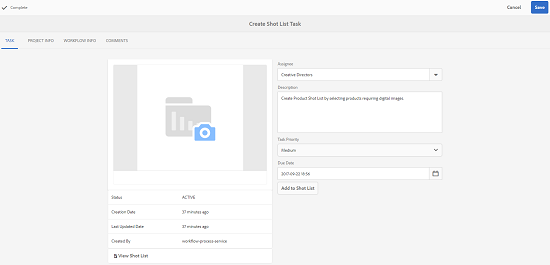 Complete
Cancel
Save
Create Shot List Task
TASK
PROJECT INFO
WORKFLOW INFO
COMMENTS
Assignee
Creative Directors
Description
Create Product Shot List by selecting products requiring digital images
Task Priority
Medium
Due Date
2017-09-22 18:56
Add to Shot List
Status ACTIVE
Creation Date 37 minutes ago
Last Updated Date 37 minutes ago
Created By workflow-process-service
View Shot List